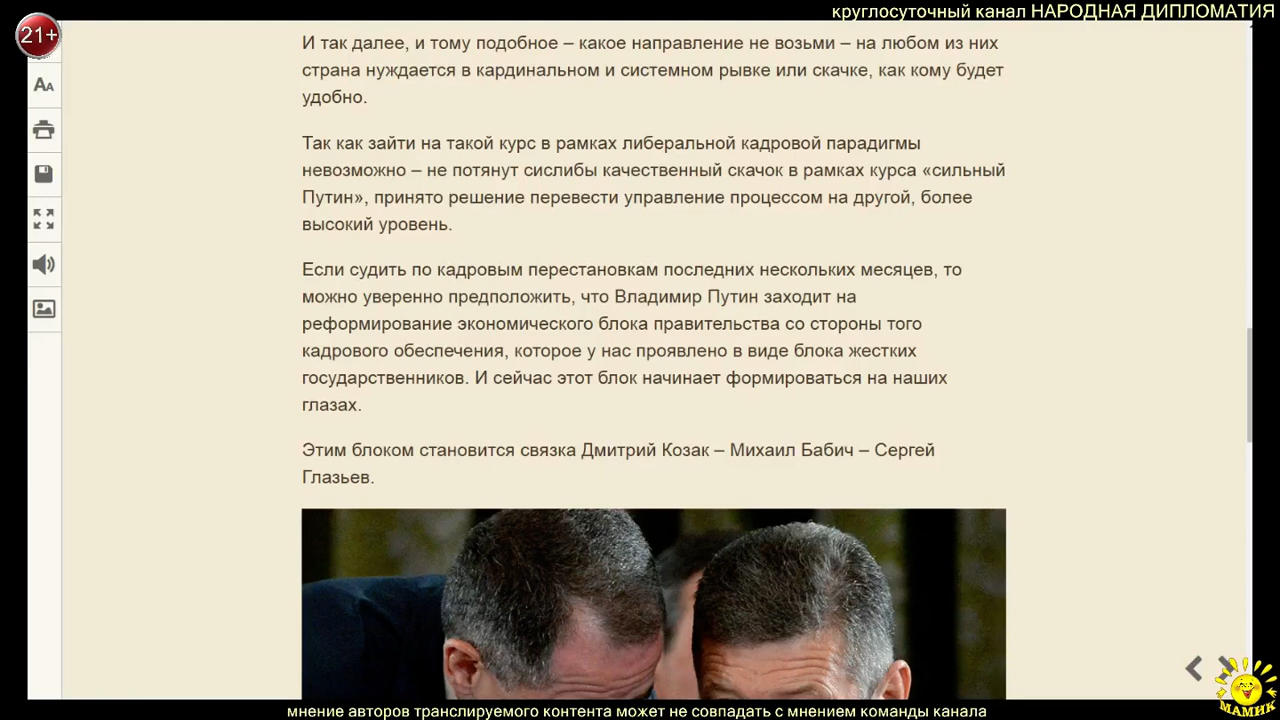 круглосуточный канал НАРОДНАЯ ДИПЛОМАТИЯ
21+
И так далее, и тому подобное – какое направление не возьми – на любом из них
страна нуждается в кардинальном и системном рывке или скачке, как кому будет
удобно.
Так как зайти на такой курс в рамках либеральной кадровой парадигмы
невозможно – не потянут сислибы качественный скачок в рамках курса «сильный
Путин», принято решение перевести управление процессом на другой, более
высокий уровень.
Если судить по кадровым перестановкам последних нескольких месяцев, то
можно уверенно предположить, что Владимир Путин заходит на
реформирование экономического блока правительства со стороны того
кадрового обеспечения, которое у нас проявлено в виде блока жестких
государственников. И сейчас этот блок начинает формироваться на наших
глазах.
Этим блоком становится связка Дмитрий Козак – Михаил Бабич – Сергей
Глазьев.
МАМИК
мнение авторов транслируемого контента может не совпадать с мнением команды канала